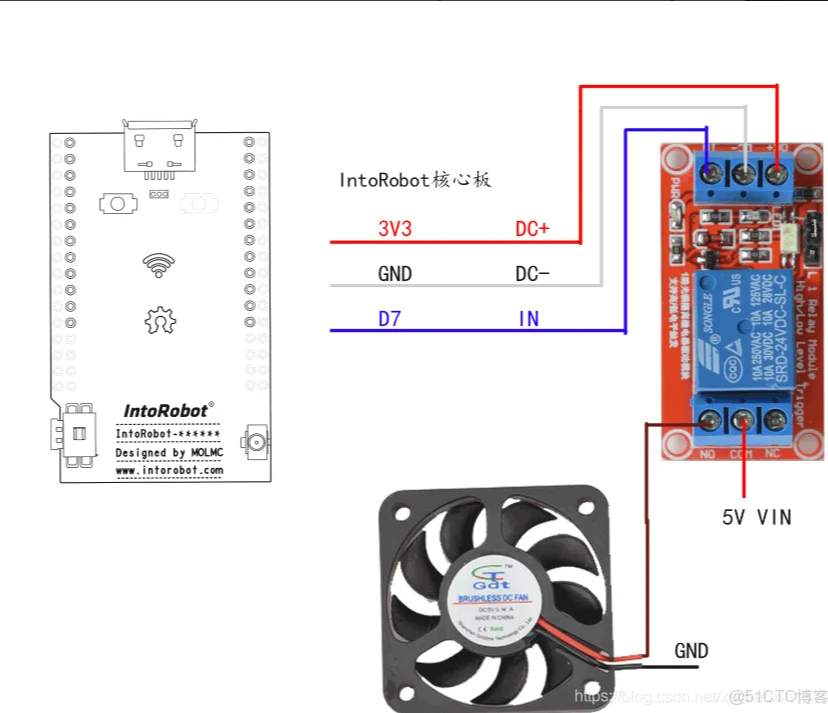 IntoRobot核心板
3V3 DC+
GND DC-
D7 IN
IntoRobot®
IntoRobot-******
Designed by MOLMC
www.intorobot.com
PWR
1 Relay Module
High/Low Level Trigger
SONGLE
10A 250VAC 10A 125VAC
10A 30VDC 10A 28VDC
SRD-24VDC-SL-C
CQC
NO COM NC
5V VIN
TM
Gdt
BRUSHLESS DC FAN
MADE IN CHINA
GND
https://blog.csdn.net/x
@51CTO博客